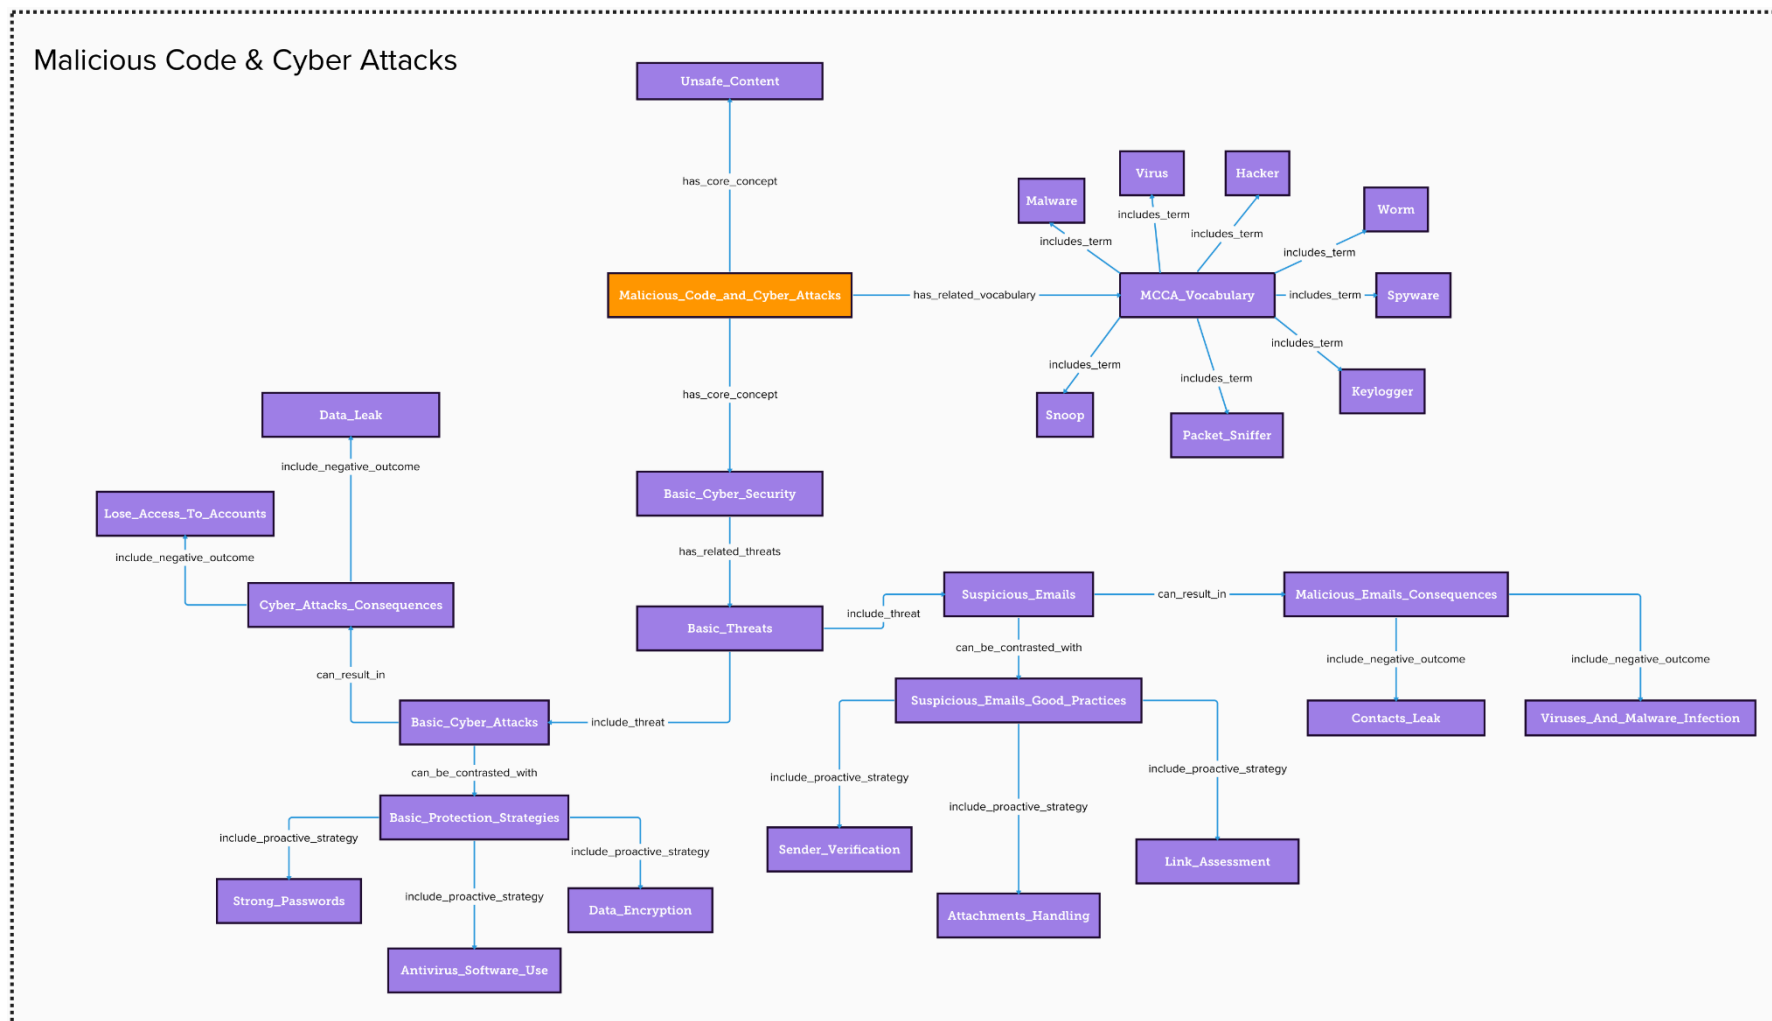 Malicious Code & Cyber Attacks
Unsafe_Content
has_core_concept
Malware
Virus
Hacker
Worm
includes_term
includes_term
includes_term
includes_term
Malicious_Code_and_Cyber_Attacks
has_related_vocabulary
MCCA_Vocabulary
includes_term
Spyware
includes_term
includes_term
includes_term
Snoop
Packet_Sniffer
Keylogger
has_core_concept
Basic_Cyber_Security
has_related_threats
Basic_Threats
Data_Leak
include_negative_outcome
Lose_Access_To_Accounts
include_negative_outcome
Cyber_Attacks_Consequences
can_result_in
Basic_Cyber_Attacks
include_threat
can_be_contrasted_with
Basic_Protection_Strategies
include_proactive_strategy
include_proactive_strategy
include_proactive_strategy
Strong_Passwords
Data_Encryption
Antivirus_Software_Use
include_threat
Suspicious_Emails
can_result_in
Malicious_Emails_Consequences
can_be_contrasted_with
include_negative_outcome
include_negative_outcome
Suspicious_Emails_Good_Practices
Contacts_Leak
Viruses_And_Malware_Infection
include_proactive_strategy
include_proactive_strategy
include_proactive_strategy
Sender_Verification
Attachments_Handling
Link_Assessment